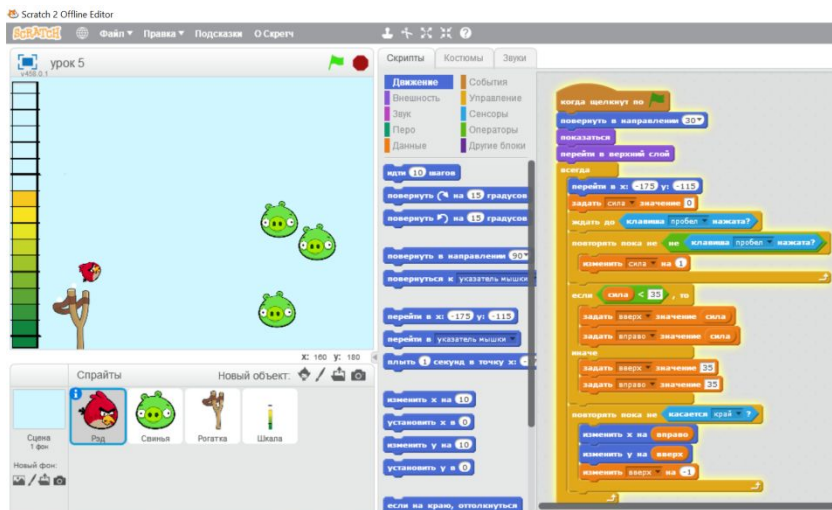 Scratch 2 Offline Editor
SCRATCH Файл Правка Подсказки О Скретч
урок 5
v456.0.1
Скрипты Костюмы Звуки
Движение События
Внешность Управление
Звук Сенсоры
Перо Операторы
Данные Другие блоки
идти 10 шагов
повернуть на 15 градусов
повернуть на 15 градусов
повернуть в направлении 90
повернуться к указатель мышки
перейти в x: -175 y: -115
перейти в указатель мышки
плыть 1 секунд в точку x:
изменить х на 10
установить х в 0
изменить у на 10
установить у в 0
если на краю, оттолкнуться
когда щелкнут по
повернуть в направлении 30
показаться
перейти в верхний слой
всегда
перейти в x: -175 y: -115
задать сила значение 0
ждать до клавиша пробел нажата?
повторять пока не не клавиша пробел нажата?
изменить сила на 1
если сила < 35 , то
задать вверх значение сила
задать вправо значение сила
иначе
задать вверх значение 35
задать вправо значение 35
повторять пока не касается край ?
изменить х на вправо
изменить у на вверх
изменить вверх на -1
x: 160 y: 180
Спрайты Новый объект:
Сцена
1 фон
Новый фон:
Рэд Свинья Рогатка Шкала